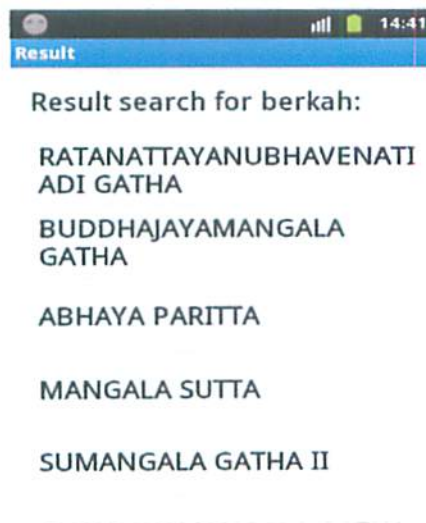 14:41
Result
Result search for berkah:
RATANATTAYANUBHAVENATI
ADI GATHA
BUDDHAJAYAMANGALA
GATHA
ABHAYA PARITTA
MANGALA SUTTA
SUMANGALA GATHA II